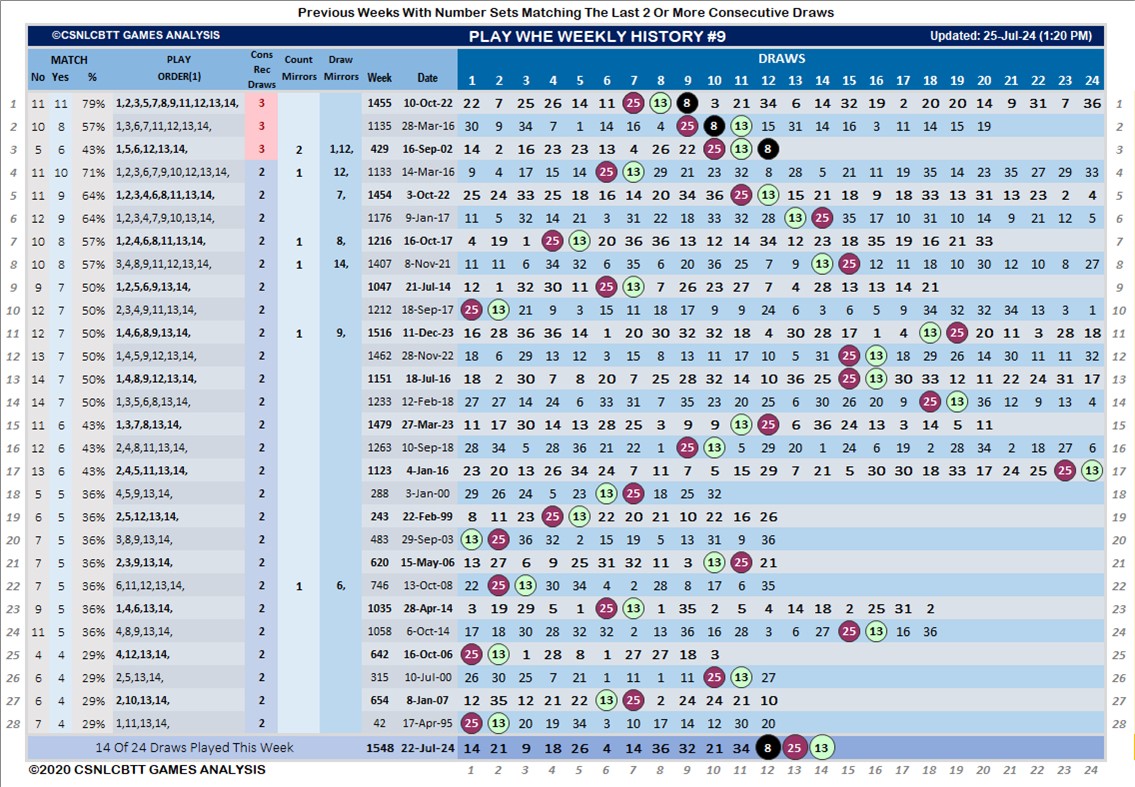 Previous Weeks With Number Sets Matching The Last 2 Or More Consecutive Draws
©CSNLCBTT GAMES ANALYSIS PLAY WHE WEEKLY HISTORY #9 Updated: 25-Jul-24 (1:20 PM)
MATCH PLAY Cons Count Draw DRAWS
No Yes % ORDER(1) Rec Draws Mirrors Mirrors Week Date 1 2 3 4 5 6 7 8 9 10 11 12 13 14 15 16 17 18 19 20 21 22 23 24
1 11 11 79% 1,2,3,5,7,8,9,11,12,13,14, 3 1455 10-Oct-22 22 7 25 26 14 11 25 13 8 3 21 34 6 14 32 19 2 20 20 14 9 31 7 36 1
2 10 8 57% 1,3,6,7,11,12,13,14, 3 1135 28-Mar-16 30 9 34 7 1 14 16 4 25 8 13 15 31 14 16 3 11 14 15 19 2
3 5 6 43% 1,5,6,12,13,14, 3 2 1,12, 429 16-Sep-02 14 2 16 23 23 13 4 26 22 25 13 8 3
4 11 10 71% 1,2,3,6,7,9,10,12,13,14, 2 1 12, 1133 14-Mar-16 9 4 17 15 14 25 13 29 21 23 32 8 28 5 21 11 19 35 14 23 35 27 29 33 4
5 11 9 64% 1,2,3,4,6,8,11,13,14, 2 7, 1454 3-Oct-22 25 24 33 25 18 16 14 20 34 36 25 13 15 21 18 9 18 33 13 31 13 23 2 4 5
6 12 9 64% 1,2,3,4,7,9,10,13,14, 2 1176 9-Jan-17 11 5 32 14 21 3 31 22 18 33 32 28 13 25 35 17 10 31 10 14 9 21 12 5 6
7 10 8 57% 1,2,4,6,8,11,13,14, 2 1 8, 1216 16-Oct-17 4 19 1 25 13 20 36 36 13 12 14 34 12 23 18 35 19 16 21 33 7
8 10 8 57% 3,4,8,9,11,12,13,14, 2 1 14, 1407 8-Nov-21 11 11 6 34 32 6 35 6 20 36 25 7 9 13 25 12 11 18 10 30 12 10 8 27 8
9 9 7 50% 1,2,5,6,9,13,14, 2 1047 21-Jul-14 12 1 32 30 11 25 13 7 26 23 27 7 4 28 13 13 14 21 9
10 12 7 50% 2,3,4,9,11,13,14, 2 1212 18-Sep-17 25 13 21 9 3 15 11 18 17 9 9 24 6 3 6 5 9 34 32 32 34 13 3 1 10
11 12 7 50% 1,4,6,8,9,13,14, 2 1 9, 1516 11-Dec-23 16 28 36 36 14 1 20 30 32 32 18 4 30 28 17 1 4 13 25 20 11 3 28 18 11
12 13 7 50% 1,4,5,9,12,13,14, 2 1462 28-Nov-22 18 6 29 13 12 3 15 8 13 11 17 10 5 31 25 13 18 29 26 14 30 11 11 32 12
13 14 7 50% 1,4,8,9,12,13,14, 2 1151 18-Jul-16 18 2 30 7 8 20 7 25 28 32 14 10 36 25 25 13 30 33 12 11 22 24 31 17 13
14 14 7 50% 1,3,5,6,8,13,14, 2 1233 12-Feb-18 27 27 14 24 6 33 31 7 35 23 20 25 6 30 26 20 9 25 13 36 12 9 13 4 14
15 11 6 43% 1,3,7,8,13,14, 2 1479 27-Mar-23 11 17 30 14 13 28 25 3 9 9 13 25 6 36 24 13 3 14 5 11 15
16 12 6 43% 2,4,8,11,13,14, 2 1263 10-Sep-18 28 34 5 28 36 21 22 1 25 13 5 29 20 1 24 6 19 2 28 34 2 18 27 6 16
17 13 6 43% 2,4,5,11,13,14, 2 1123 4-Jan-16 23 20 13 26 34 24 7 11 7 5 15 29 7 21 5 30 30 18 33 17 24 25 25 13 17
18 5 5 36% 4,5,9,13,14, 2 288 3-Jan-00 29 26 24 5 23 13 25 18 25 32 18
19 6 5 36% 2,5,12,13,14, 2 243 22-Feb-99 8 11 23 25 13 22 20 21 10 22 16 26 19
20 7 5 36% 3,8,9,13,14, 2 483 29-Sep-03 13 25 36 32 2 15 19 5 13 31 9 36 20
21 7 5 36% 2,3,9,13,14, 2 620 15-May-06 13 27 6 9 25 31 32 11 3 13 25 21 21
22 7 5 36% 6,11,12,13,14, 2 1 6, 746 13-Oct-08 22 25 13 30 34 4 2 28 8 17 6 35 22
23 9 5 36% 1,4,6,13,14, 2 1035 28-Apr-14 3 19 29 5 1 25 13 1 35 2 5 4 14 18 2 25 31 2 23
24 11 5 36% 4,8,9,13,14, 2 1058 6-Oct-14 17 18 30 28 32 32 2 13 36 16 28 3 6 27 25 13 16 36 24
25 4 4 29% 4,12,13,14, 2 642 16-Oct-06 25 13 1 28 8 1 27 27 18 3 25
26 6 4 29% 2,5,13,14, 2 315 10-Jul-00 26 30 25 7 21 1 11 1 11 25 13 27 26
27 6 4 29% 2,10,13,14, 2 654 8-Jan-07 12 35 12 21 22 13 25 2 24 24 21 10 27
28 7 4 29% 1,11,13,14, 2 42 17-Apr-95 25 13 20 19 34 3 10 17 14 12 30 20 28
14 Of 24 Draws Played This Week 1548 22-Jul-24 14 21 9 18 26 4 14 36 32 21 34 8 25 13
©2020 CSNLCBTT GAMES ANALYSIS 1 2 3 4 5 6 7 8 9 10 11 12 13 14 15 16 17 18 19 20 21 22 23 24